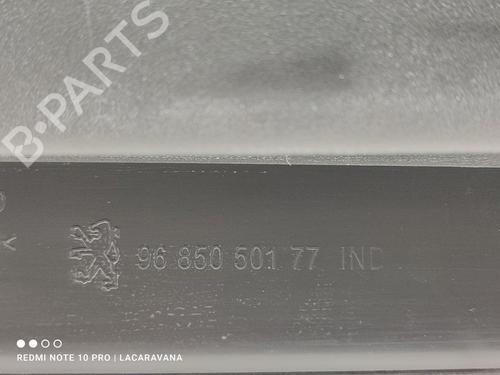 B-PARTS
Y
96 850 501 77 IND
REDMI NOTE 10 PRO | LACARAVANA